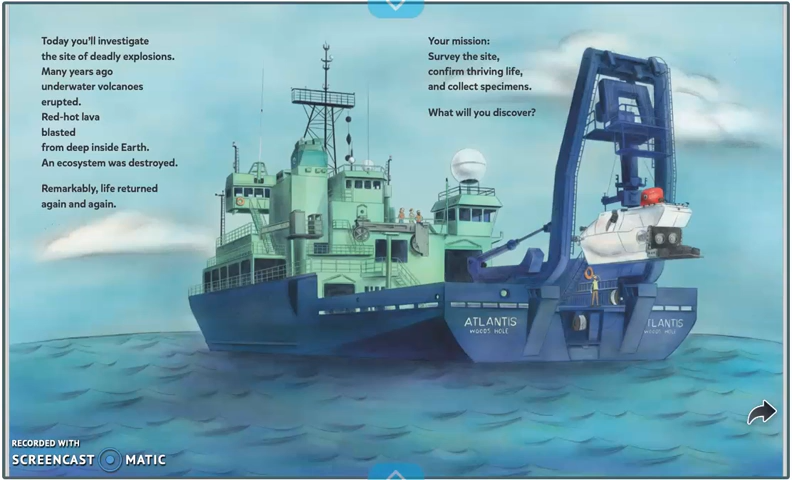 Today you'll investigate
the site of deadly explosions.
Many years ago
underwater volcanoes
erupted.
Red-hot lava
blasted
from deep inside Earth.
An ecosystem was destroyed.
Remarkably, life returned
again and again.
Your mission:
Survey the site,
confirm thriving life,
and collect specimens.
What will you discover?
ATLANTIS
WOODS HOLE
TLANTIS
WOODS HOLE
RECORDED WITH
SCREENCAST MATIC